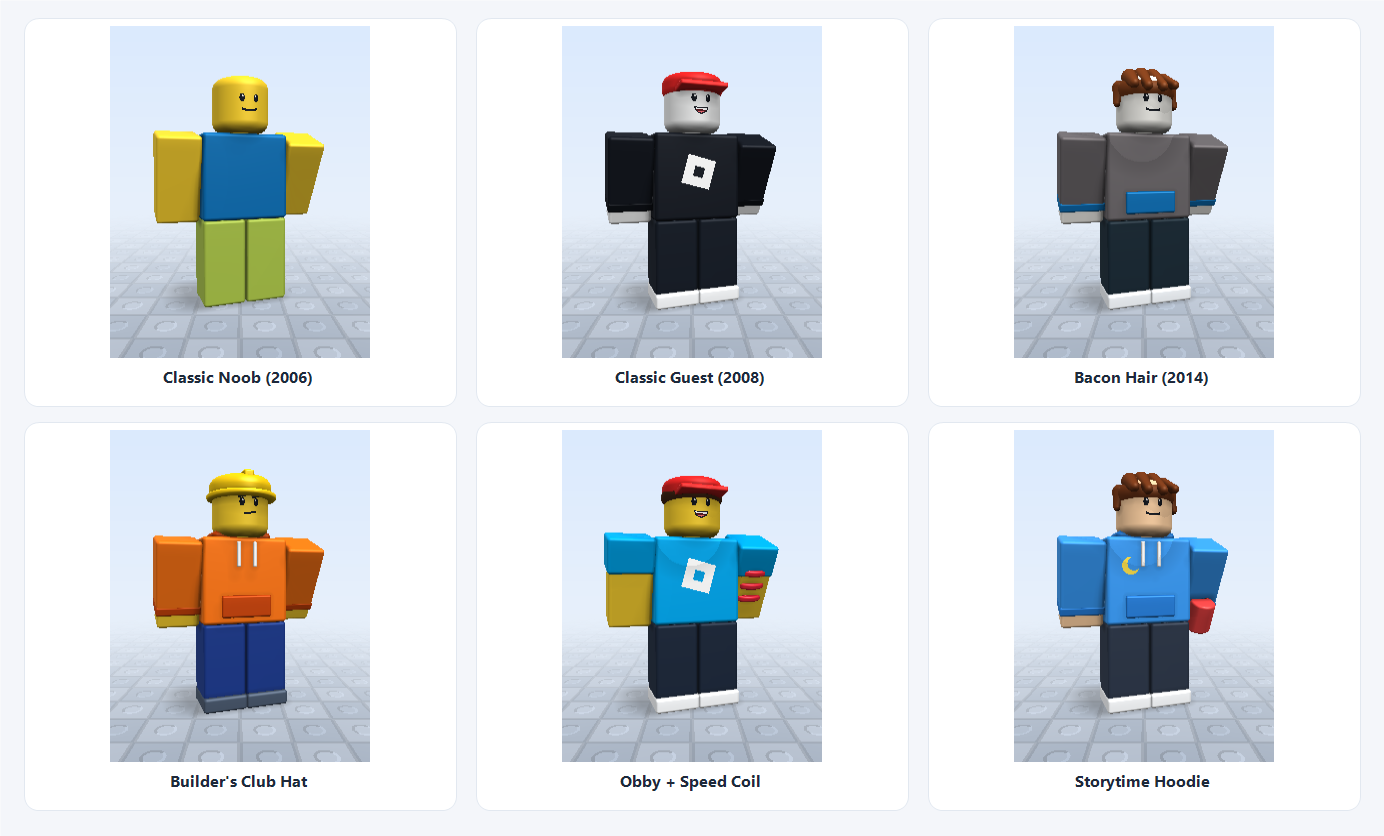 Classic Noob (2006)
Classic Guest (2008)
Bacon Hair (2014)
Builder's Club Hat
Obby + Speed Coil
Storytime Hoodie